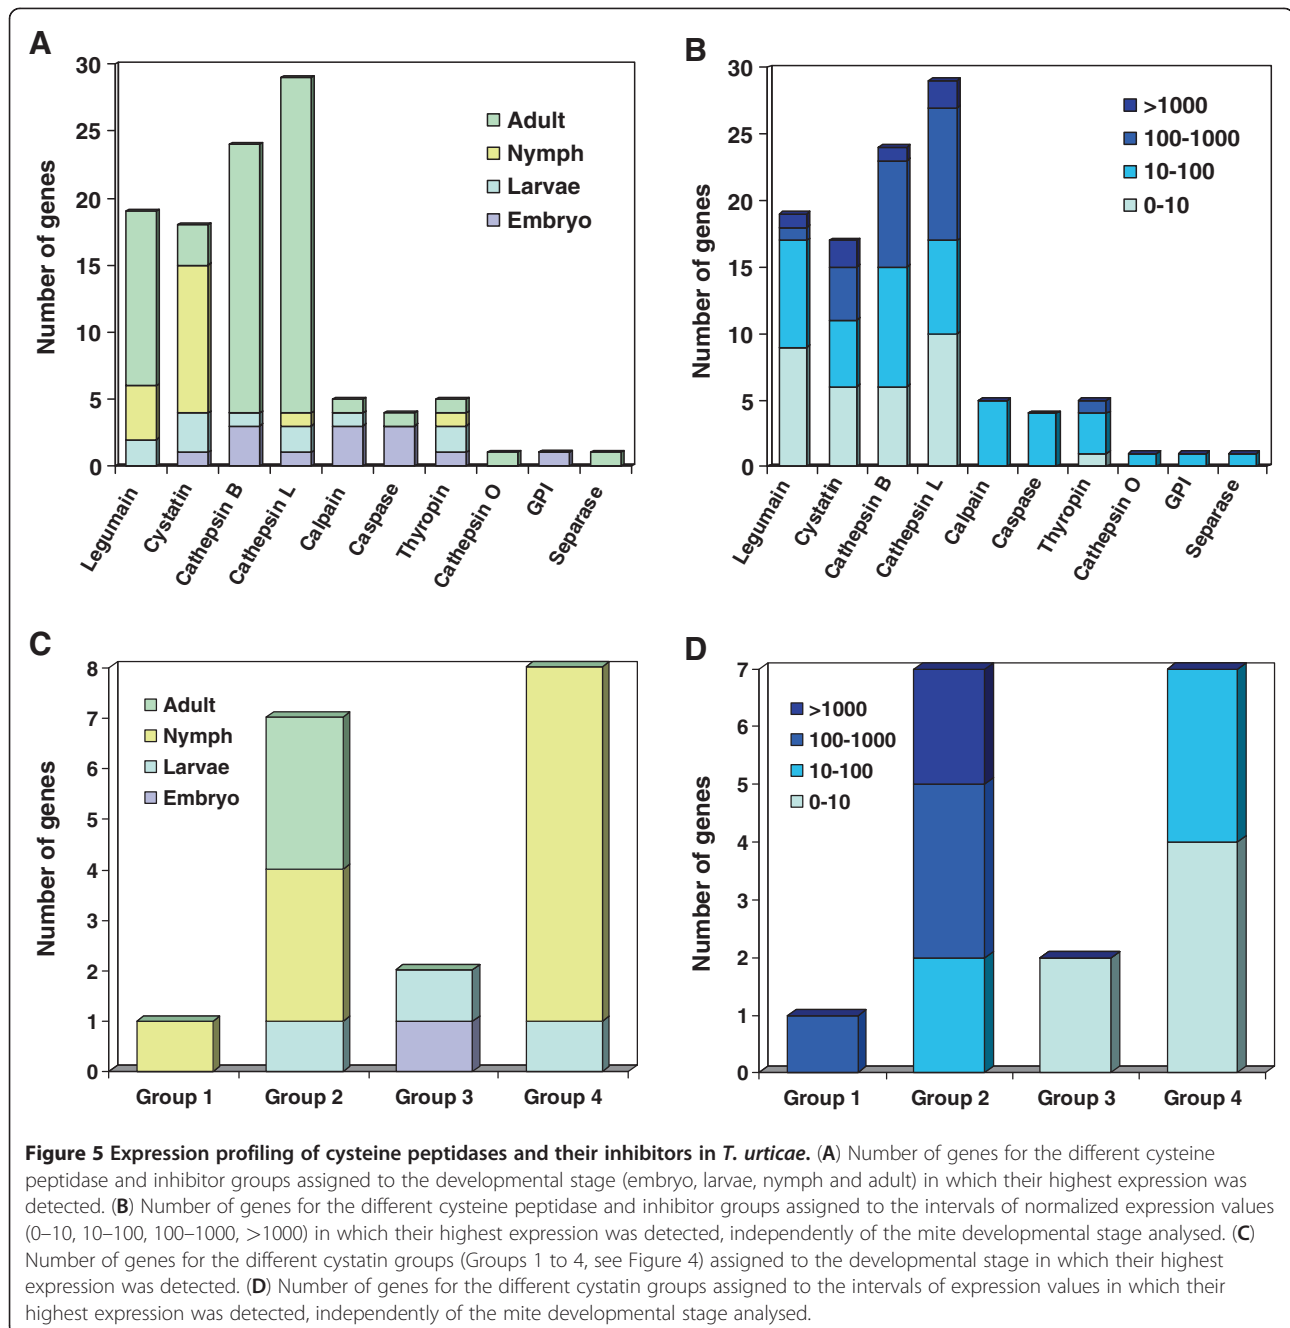 A
Number of genes
30
25
20
15
10
5
0
Adult
Nymph
Larvae
Embryo
Legumain
Cystatin
Cathepsin B
Cathepsin L
Calpain
Caspase
Thyropin
Cathepsin O
GPI
Separase
B
Number of genes
30
25
20
15
10
5
0
>1000
100-1000
10-100
0-10
Legumain
Cystatin
Cathepsin B
Cathepsin L
Calpain
Caspase
Thyropin
Cathepsin O
GPI
Separase
C
Number of genes
8
7
6
5
4
3
2
1
0
Adult
Nymph
Larvae
Embryo
Group 1
Group 2
Group 3
Group 4
D
Number of genes
7
6
5
4
3
2
1
0
>1000
100-1000
10-100
0-10
Group 1
Group 2
Group 3
Group 4
Figure 5 Expression profiling of cysteine peptidases and their inhibitors in T. urticae. (A) Number of genes for the different cysteine
peptidase and inhibitor groups assigned to the developmental stage (embryo, larvae, nymph and adult) in which their highest expression was
detected. (B) Number of genes for the different cysteine peptidase and inhibitor groups assigned to the intervals of normalized expression values
(0–10, 10–100, 100–1000, >1000) in which their highest expression was detected, independently of the mite developmental stage analysed. (C)
Number of genes for the different cystatin groups (Groups 1 to 4, see Figure 4) assigned to the developmental stage in which their highest
expression was detected. (D) Number of genes for the different cystatin groups assigned to the intervals of expression values in which their
highest expression was detected, independently of the mite developmental stage analysed.